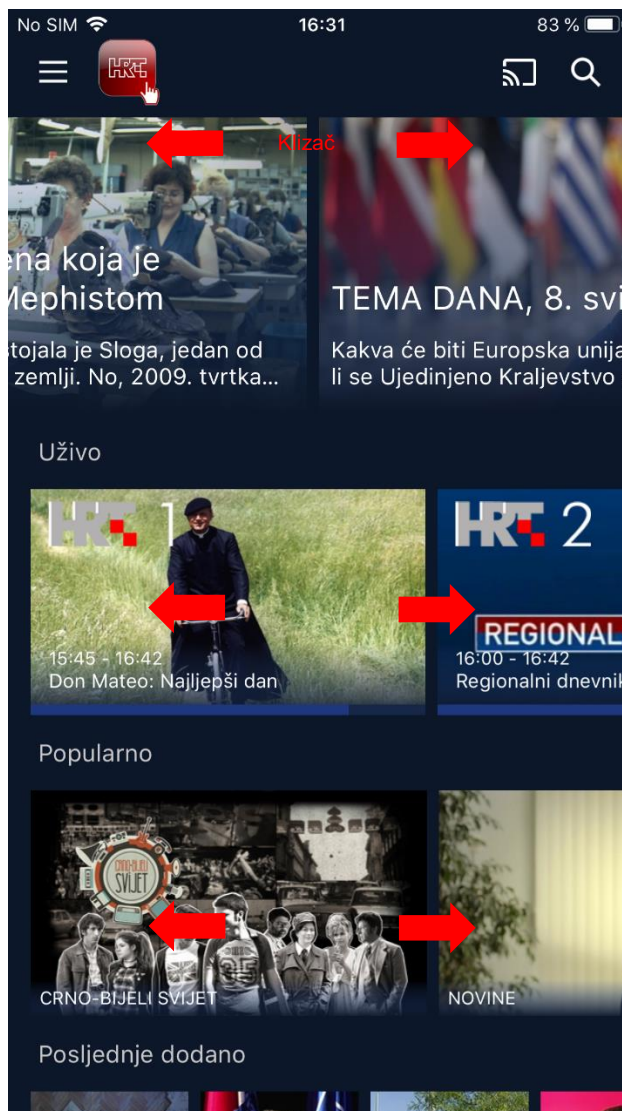 No SIM 16:31 83 %
HRT
Klizač
ena koja je
Mephistom
TEMA DANA, 8. svi
stojala je Sloga, jedan od
zemlji. No, 2009. tvrtka...
Kakva će biti Europska unija
li se Ujedinjeno Kraljevstvo
Uživo
HRT 1
15:45 - 16:42
Don Mateo: Najljepši dan
HRT 2
REGIONAL
16:00 - 16:42
Regionalni dnevnik
Popularno
CRNO-BIJELI
SVIJET
CRNO-BIJELI SVIJET
NOVINE
Posljednje dodano